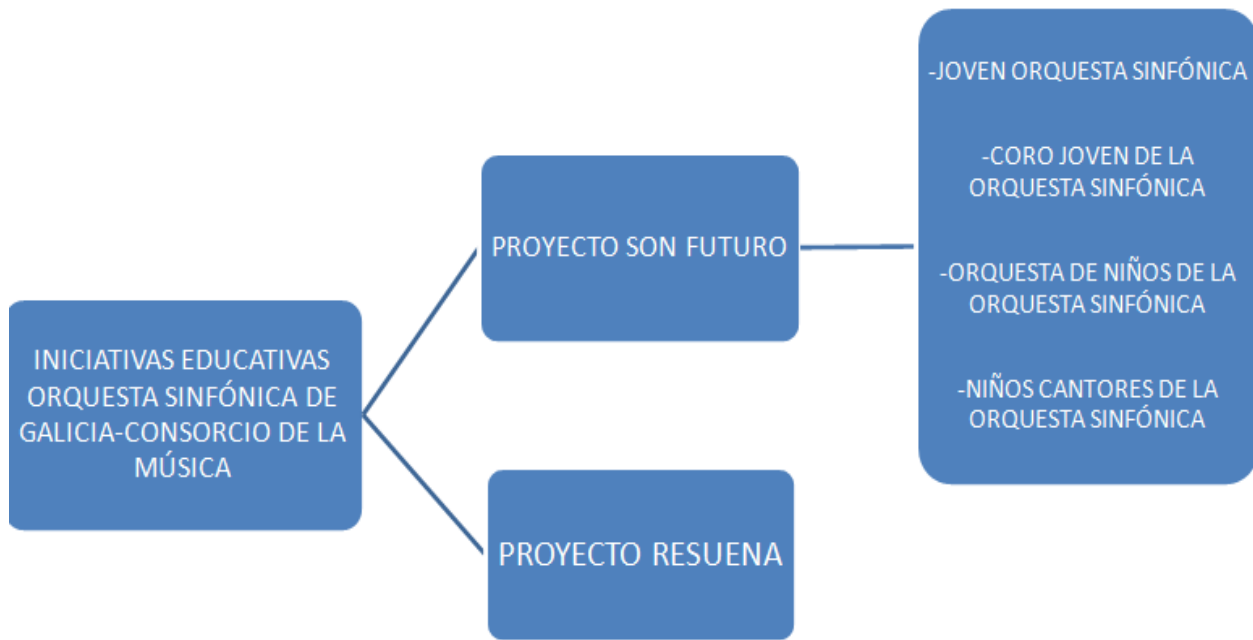 INICIATIVAS EDUCATIVAS
ORQUESTA SINFÓNICA DE
GALICIA-CONSORCIO DE LA
MÚSICA
PROYECTO SON FUTURO
PROYECTO RESUENA
-JOVEN ORQUESTA SINFÓNICA
-CORO JOVEN DE LA
ORQUESTA SINFÓNICA
-ORQUESTA DE NIÑOS DE LA
ORQUESTA SINFÓNICA
-NIÑOS CANTORES DE LA
ORQUESTA SINFÓNICA